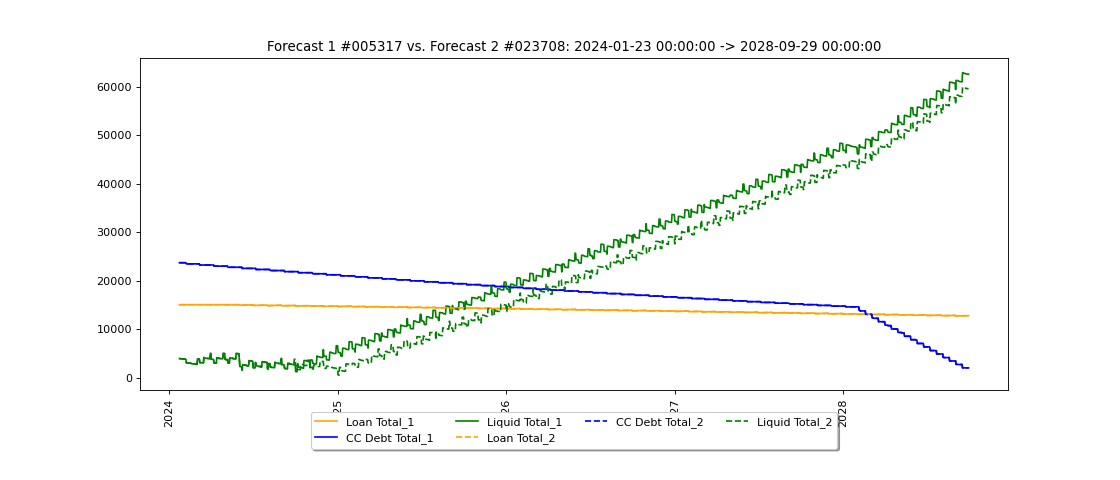 Forecast 1 #005317 vs. Forecast 2 #023708: 2024-01-23 00:00:00 -> 2028-09-29 00:00:00
60000
50000
40000
30000
20000
10000
0
2024
25
26
27
2028
Loan Total_1
CC Debt Total_1
Liquid Total_1
Loan Total_2
CC Debt Total_2
Liquid Total_2